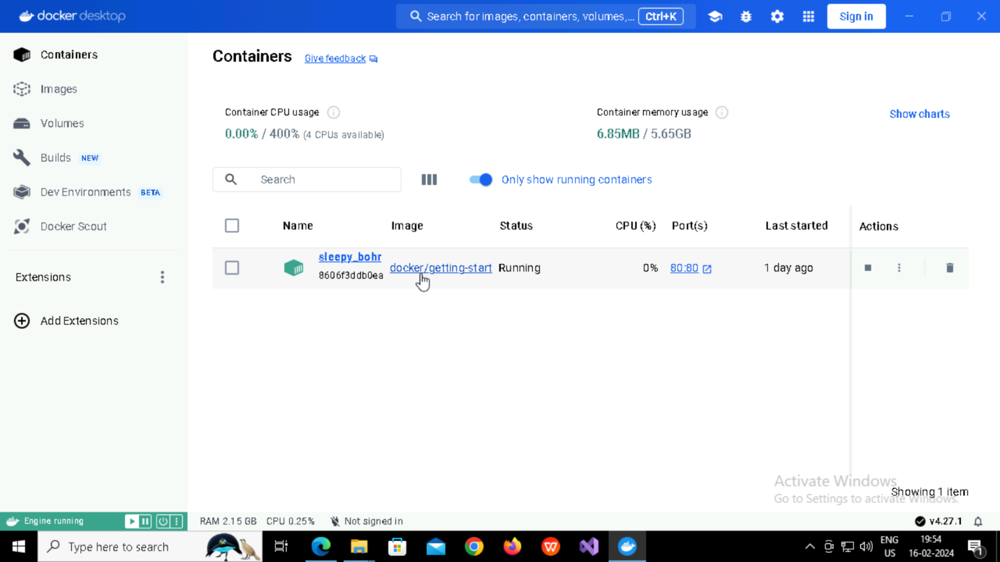 docker desktop
Search for images, containers, volumes,... Ctrl+K
Sign in
Containers
Images
Volumes
Builds NEW
Dev Environments BETA
Docker Scout
Extensions
Add Extensions
Containers Give feedback
Container CPU usage
0.00% / 400% (4 CPUs available)
Container memory usage
6.85MB / 5.65GB
Show charts
Search
Only show running containers
Name Image Status CPU (%) Port(s) Last started Actions
sleepy_bohr
8606f3ddb0ea
docker/getting-start Running 0% 80:80 1 day ago
Showing 1 item
Activate Windows
Go to Settings to activate Windows.
Engine running
RAM 2.15 GB CPU 0.25% Not signed in
v4.27.1
Type here to search
ENG
US
19:54
16-02-2024
1